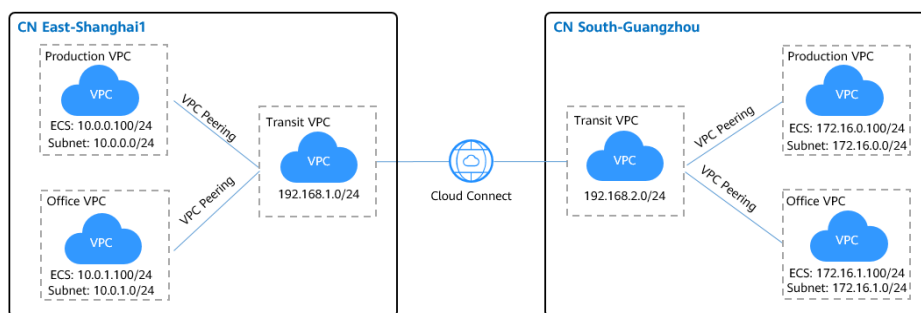 CN East-Shanghai1
Production VPC
VPC
ECS: 10.0.0.100/24
Subnet: 10.0.0.0/24
VPC Peering
Office VPC
VPC
ECS: 10.0.1.100/24
Subnet: 10.0.1.0/24
VPC Peering
Transit VPC
VPC
192.168.1.0/24
Cloud Connect
CN South-Guangzhou
Transit VPC
VPC
192.168.2.0/24
VPC Peering
Production VPC
VPC
ECS: 172.16.0.100/24
Subnet: 172.16.0.0/24
VPC Peering
Office VPC
VPC
ECS: 172.16.1.100/24
Subnet: 172.16.1.0/24